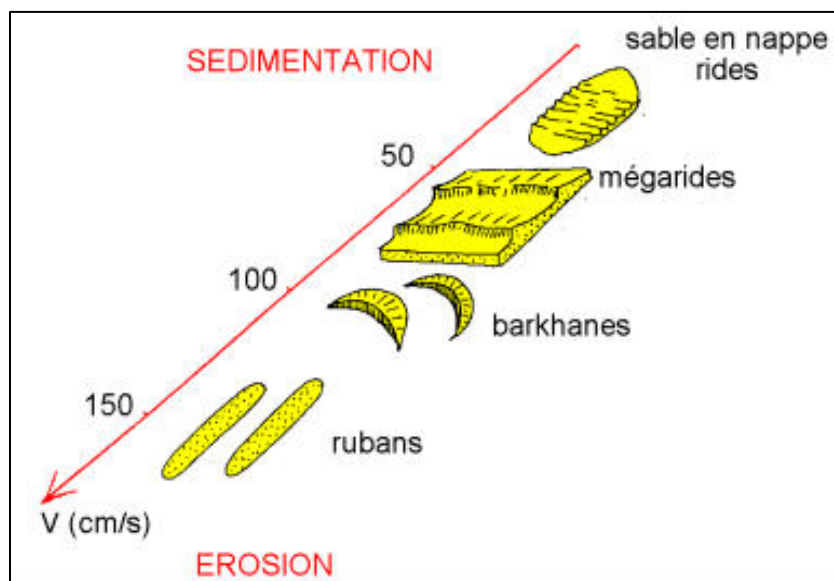 SEDIMENTATION
sable en nappe
rides
50
mégarides
100
barkhanes
150
rubans
V (cm/s)
EROSION